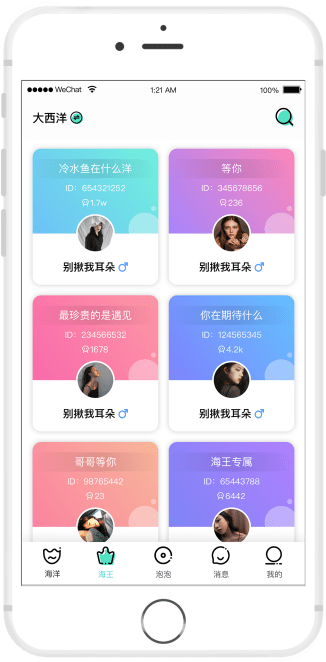 WeChat 1:21 AM 100%
大西洋
冷水鱼在什么洋 等你
ID：654321252 ID：345678656
1.7w 236
别揪我耳朵 别揪我耳朵
最珍贵的是遇见 你在期待什么
ID：234566532 ID：124565345
1678 4.2k
别揪我耳朵 别揪我耳朵
哥哥等你 海王专属
ID：98765442 ID：65443788
23 6442
海洋 海王 泡泡 消息 我的